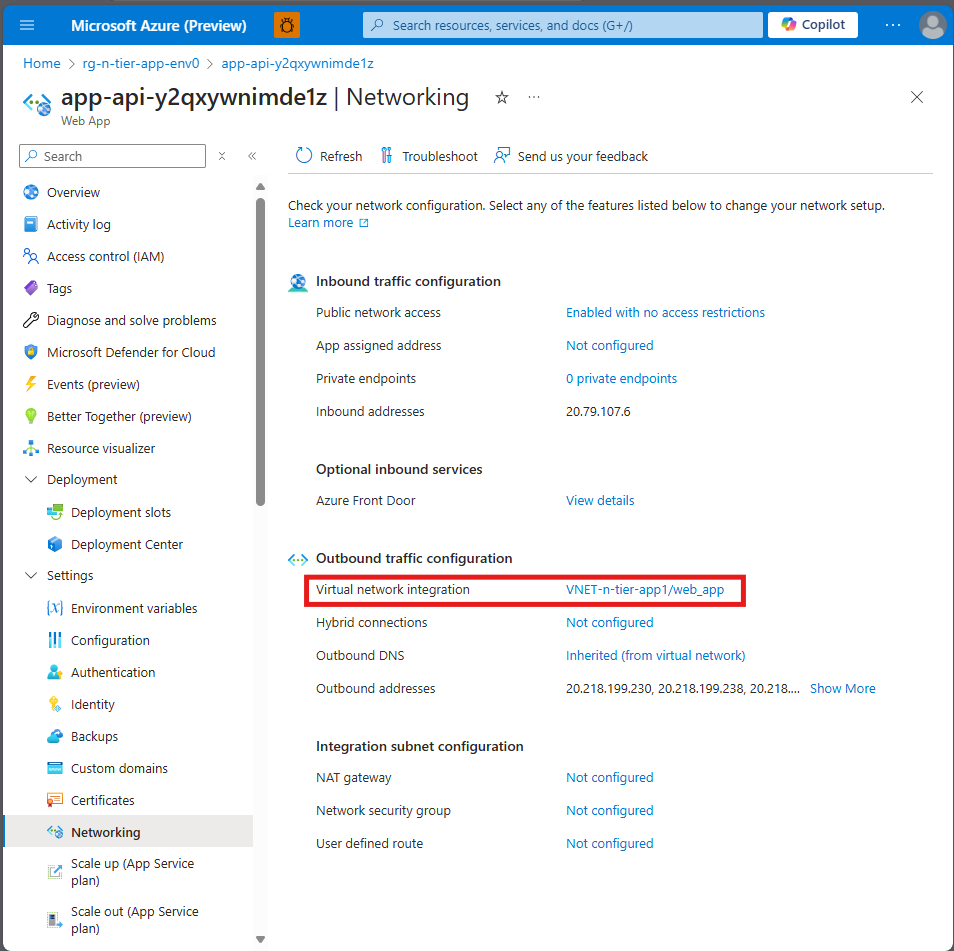 Microsoft Azure (Preview)
Search resources, services, and docs (G+/)
Copilot
Home > rg-n-tier-app-env0 > app-api-y2qxywnimde1z
app-api-y2qxywnimde1z | Networking
Web App
Search
Refresh
Troubleshoot
Send us your feedback
Overview
Activity log
Access control (IAM)
Tags
Diagnose and solve problems
Microsoft Defender for Cloud
Events (preview)
Better Together (preview)
Resource visualizer
Deployment
Deployment slots
Deployment Center
Settings
Environment variables
Configuration
Authentication
Identity
Backups
Custom domains
Certificates
Networking
Scale up (App Service
plan)
Scale out (App Service
plan)
Check your network configuration. Select any of the features listed below to change your network setup.
Learn more
Inbound traffic configuration
Public network access Enabled with no access restrictions
App assigned address Not configured
Private endpoints 0 private endpoints
Inbound addresses 20.79.107.6
Optional inbound services
Azure Front Door View details
Outbound traffic configuration
Virtual network integration VNET-n-tier-app1/web_app
Hybrid connections Not configured
Outbound DNS Inherited (from virtual network)
Outbound addresses 20.218.199.230, 20.218.199.238, 20.218.... Show More
Integration subnet configuration
NAT gateway Not configured
Network security group Not configured
User defined route Not configured